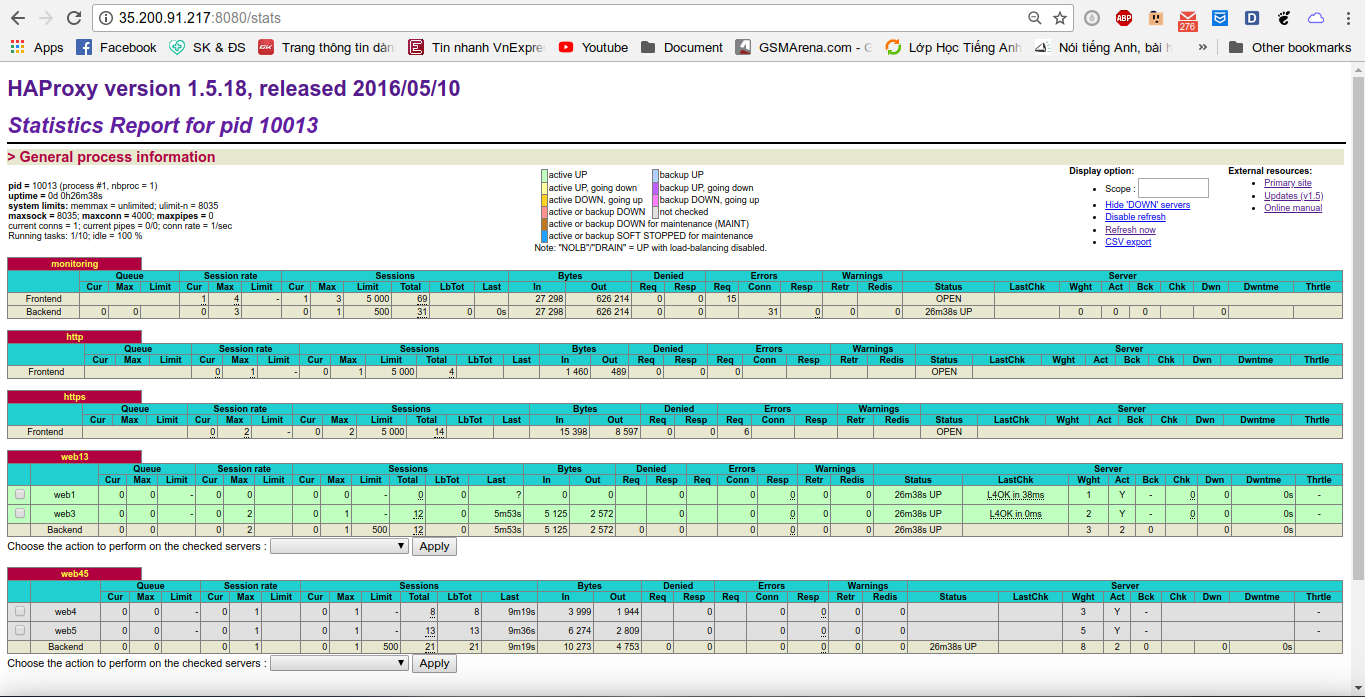 35.200.91.217:8080/stats
ABP
276
D
Apps Facebook SK & ĐS GK Trang thông tin dàn E Tin nhanh VnExpre Youtube Document GSMArena.com - G Lớp Học Tiếng Anh Nói tiếng Anh, bài h » Other bookmarks
HAProxy version 1.5.18, released 2016/05/10
Statistics Report for pid 10013
> General process information
pid = 10013 (process #1, nbproc = 1)
uptime = 0d 0h26m38s
system limits: memmax = unlimited; ulimit-n = 8035
maxsock = 8035; maxconn = 4000; maxpipes = 0
current conns = 1; current pipes = 0/0; conn rate = 1/sec
Running tasks: 1/10; idle = 100 %
active UP backup UP
active UP, going down backup UP, going down
active DOWN, going up backup DOWN, going up
active or backup DOWN not checked
active or backup DOWN for maintenance (MAINT)
active or backup SOFT STOPPED for maintenance
Note: "NOLB"/"DRAIN" = UP with load-balancing disabled.
Display option:
• Scope :
• Hide 'DOWN' servers
• Disable refresh
• Refresh now
• CSV export
External resources:
• Primary site
• Updates (v1.5)
• Online manual
monitoring
Queue Session rate Sessions Bytes Denied Errors Warnings Server
Cur Max Limit Cur Max Limit Cur Max Limit Total LbTot Last In Out Req Resp Req Conn Resp Retr Redis Status LastChk Wght Act Bck Chk Dwn Dwntme Thrtle
Frontend 1 4 - 1 3 5 000 69 27 298 626 214 0 0 15 OPEN
Backend 0 0 0 3 0 1 500 31 0 0s 27 298 626 214 0 0 31 0 0 0 26m38s UP 0 0 0 0
http
Queue Session rate Sessions Bytes Denied Errors Warnings Server
Cur Max Limit Cur Max Limit Cur Max Limit Total LbTot Last In Out Req Resp Req Conn Resp Retr Redis Status LastChk Wght Act Bck Chk Dwn Dwntme Thrtle
Frontend 0 1 - 0 1 5 000 4 1 460 489 0 0 0 OPEN
https
Queue Session rate Sessions Bytes Denied Errors Warnings Server
Cur Max Limit Cur Max Limit Cur Max Limit Total LbTot Last In Out Req Resp Req Conn Resp Retr Redis Status LastChk Wght Act Bck Chk Dwn Dwntme Thrtle
Frontend 0 2 - 0 2 5 000 14 15 398 8 597 0 0 6 OPEN
web13
Queue Session rate Sessions Bytes Denied Errors Warnings Server
Cur Max Limit Cur Max Limit Cur Max Limit Total LbTot Last In Out Req Resp Req Conn Resp Retr Redis Status LastChk Wght Act Bck Chk Dwn Dwntme Thrtle
web1 0 0 - 0 0 0 0 - 0 0 ? 0 0 0 0 0 0 0 26m38s UP L4OK in 38ms 1 Y - 0 0 0s -
web3 0 0 - 0 2 0 1 - 12 0 5m53s 5 125 2 572 0 0 0 0 0 26m38s UP L4OK in 0ms 2 Y - 0 0 0s -
Backend 0 0 0 2 0 1 500 12 0 5m53s 5 125 2 572 0 0 0 0 0 0 26m38s UP 3 2 0 0 0s
Choose the action to perform on the checked servers : Apply
web45
Queue Session rate Sessions Bytes Denied Errors Warnings Server
Cur Max Limit Cur Max Limit Cur Max Limit Total LbTot Last In Out Req Resp Req Conn Resp Retr Redis Status LastChk Wght Act Bck Chk Dwn Dwntme Thrtle
web4 0 0 - 0 1 0 1 - 8 8 9m19s 3 999 1 944 0 0 0 0 0 3 Y - -
web5 0 0 - 0 1 0 1 - 13 13 9m36s 6 274 2 809 0 0 0 0 0 5 Y - -
Backend 0 0 0 1 0 1 500 21 21 9m19s 10 273 4 753 0 0 0 0 0 0 26m38s UP 8 2 0 0 0s
Choose the action to perform on the checked servers : Apply